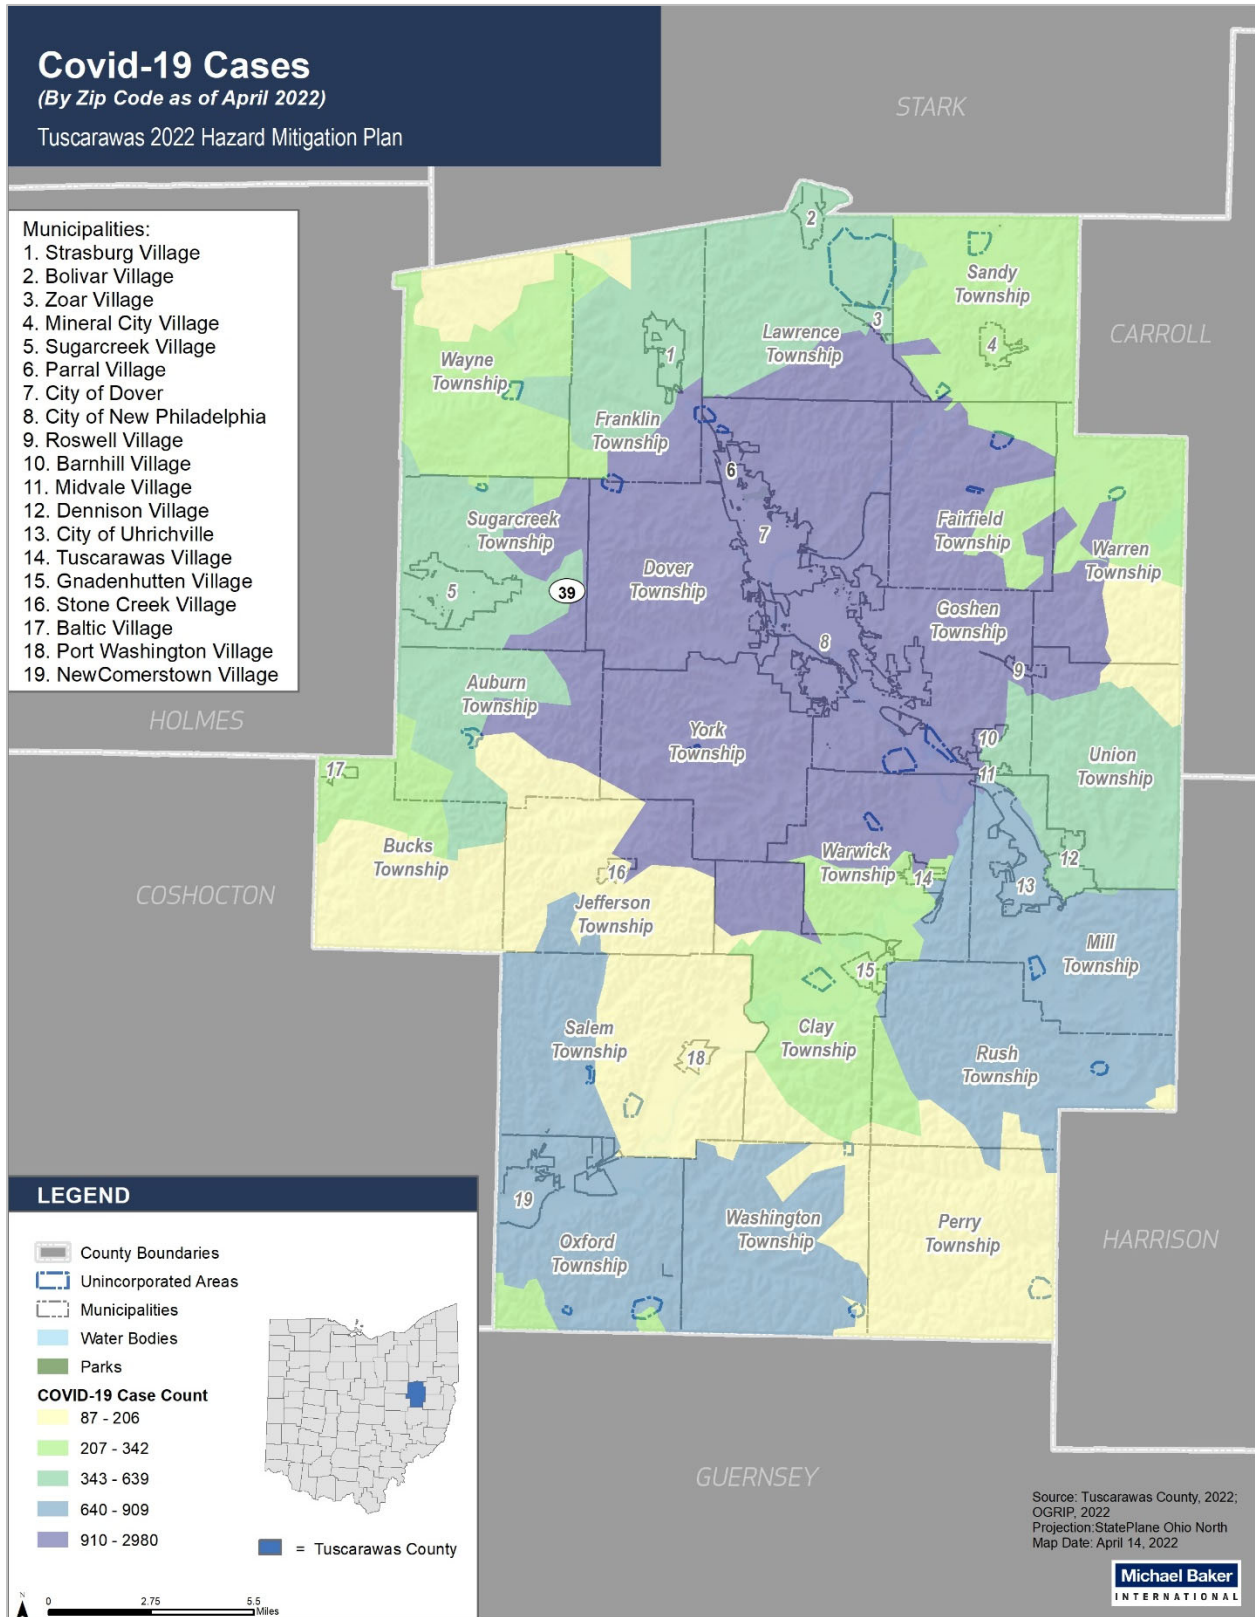 Covid-19 Cases
(By Zip Code as of April 2022)
Tuscarawas 2022 Hazard Mitigation Plan
STARK
Municipalities:
1. Strasburg Village
2. Bolivar Village
3. Zoar Village
4. Mineral City Village
5. Sugarcreek Village
6. Parral Village
7. City of Dover
8. City of New Philadelphia
9. Roswell Village
10. Barnhill Village
11. Midvale Village
12. Dennison Village
13. City of Uhrichville
14. Tuscarawas Village
15. Gnadenhutten Village
16. Stone Creek Village
17. Baltic Village
18. Port Washington Village
19. NewComerstown Village
2
Sandy
Township
3
Lawrence
Township
4
CARROLL
Wayne
Township
1
Franklin
Township
6
Sugarcreek
Township
7
Fairfield
Township
Warren
Township
5
39
Dover
Township
Goshen
Township
8
9
HOLMES
Auburn
Township
York
Township
10
Union
Township
17
11
Bucks
Township
Warwick
Township
12
16
14
13
COSHOCTON
Jefferson
Township
Mill
Township
15
Salem
Township
Clay
Township
18
Rush
Township
19
Washington
Township
Perry
Township
Oxford
Township
HARRISON
GUERNSEY
LEGEND
County Boundaries
Unincorporated Areas
Municipalities
Water Bodies
Parks
COVID-19 Case Count
87 - 206
207 - 342
343 - 639
640 - 909
910 - 2980
= Tuscarawas County
N
0 2.75 5.5
Miles
Source: Tuscarawas County, 2022;
OGRIP, 2022
Projection:StatePlane Ohio North
Map Date: April 14, 2022
Michael Baker
INTERNATIONAL